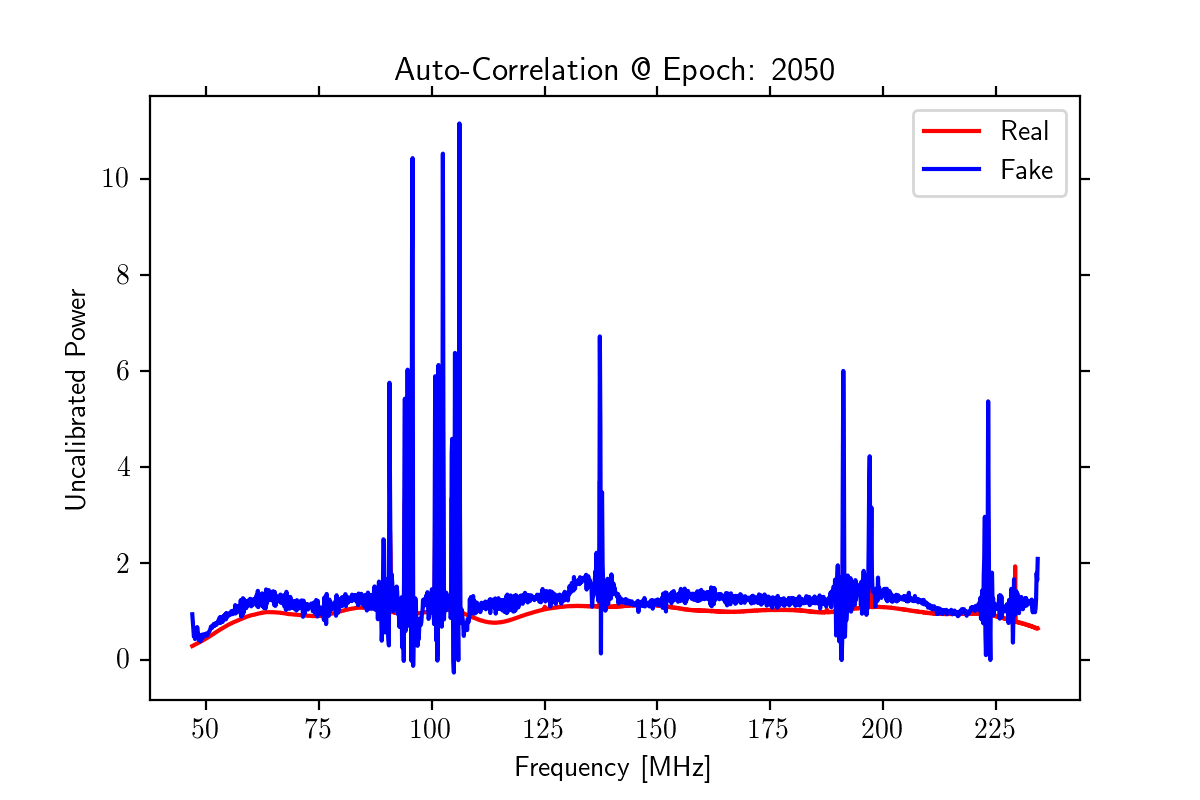 Auto-Correlation @ Epoch: 2050
Real
Fake
Uncalibrated Power
10
8
6
4
2
0
50 75 100 125 150 175 200 225
Frequency [MHz]